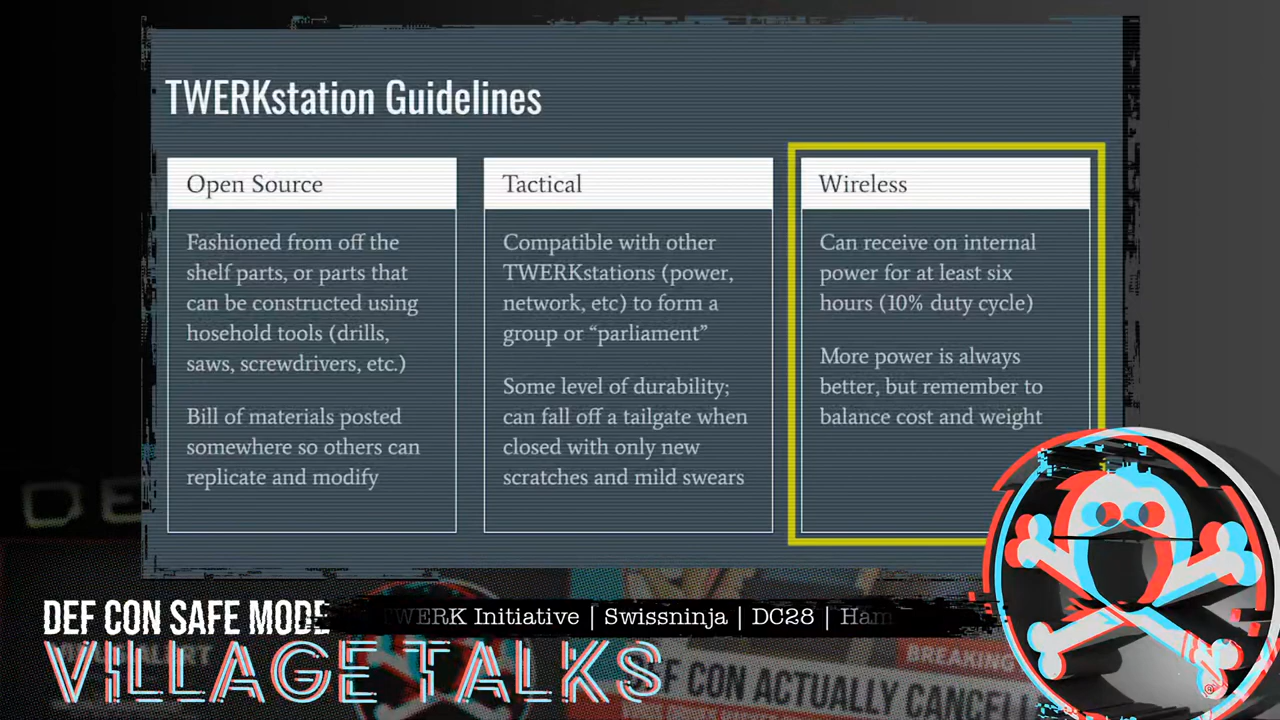 TWERKstation Guidelines
Open Source
Fashioned from off the
shelf parts, or parts that
can be constructed using
hosehold tools (drills,
saws, screwdrivers, etc.)
Bill of materials posted
somewhere so others can
replicate and modify
Tactical
Compatible with other
TWERKstations (power,
network, etc) to form a
group or “parliament”
Some level of durability;
can fall off a tailgate when
closed with only new
scratches and mild swears
Wireless
Can receive on internal
power for at least six
hours (10% duty cycle)
More power is always
better, but remember to
balance cost and weight
DE
DEF CON SAFE MODE
WERK Initiative | Swissninja | DC28 | Ham
VILLAGE TALKS
BREAKING
EF CON ACTUALLY CANCELL